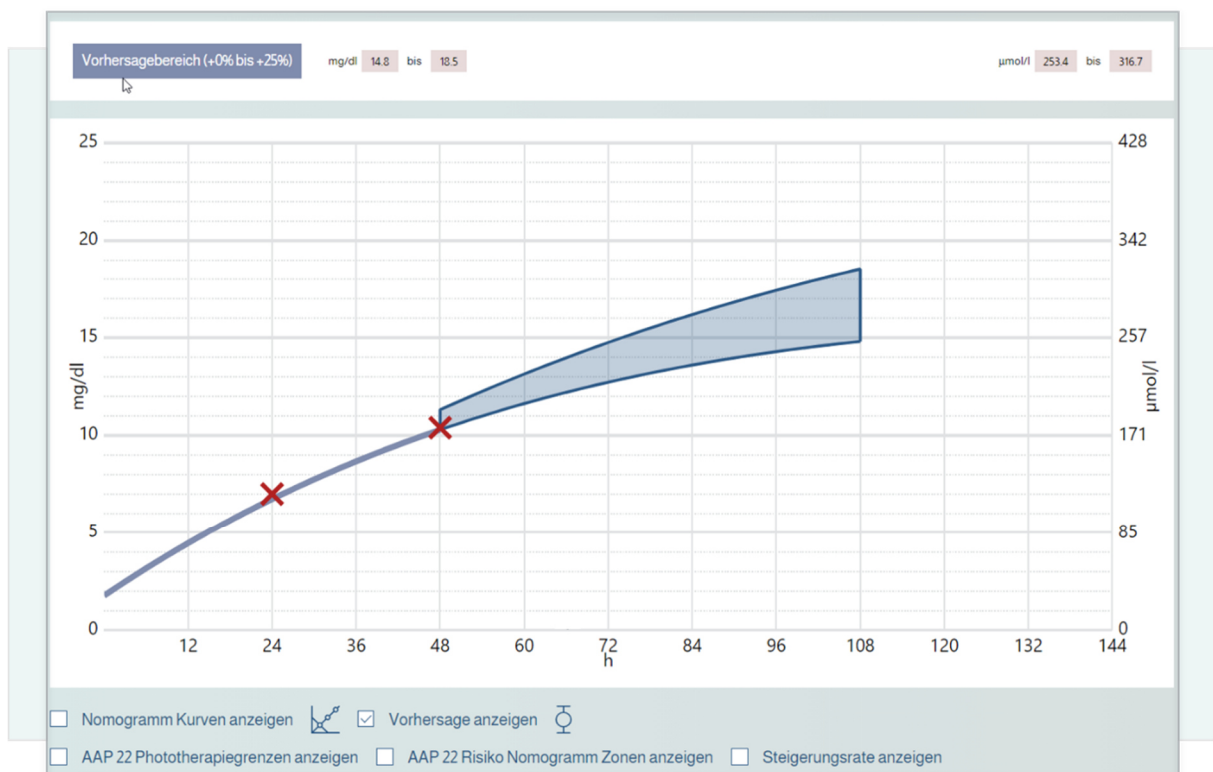 Vorhersagebereich (+0% bis +25%) mg/dl 14.8 bis 18.5 µmol/l 253.4 bis 316.7
25 428
20 342
15 257
mg/dl µmol/l
10 171
5 85
0 0
12 24 36 48 60 72 84 96 108 120 132 144
h
Nomogramm Kurven anzeigen Vorhersage anzeigen
AAP 22 Phototherapiegrenzen anzeigen AAP 22 Risiko Nomogramm Zonen anzeigen Steigerungsrate anzeigen